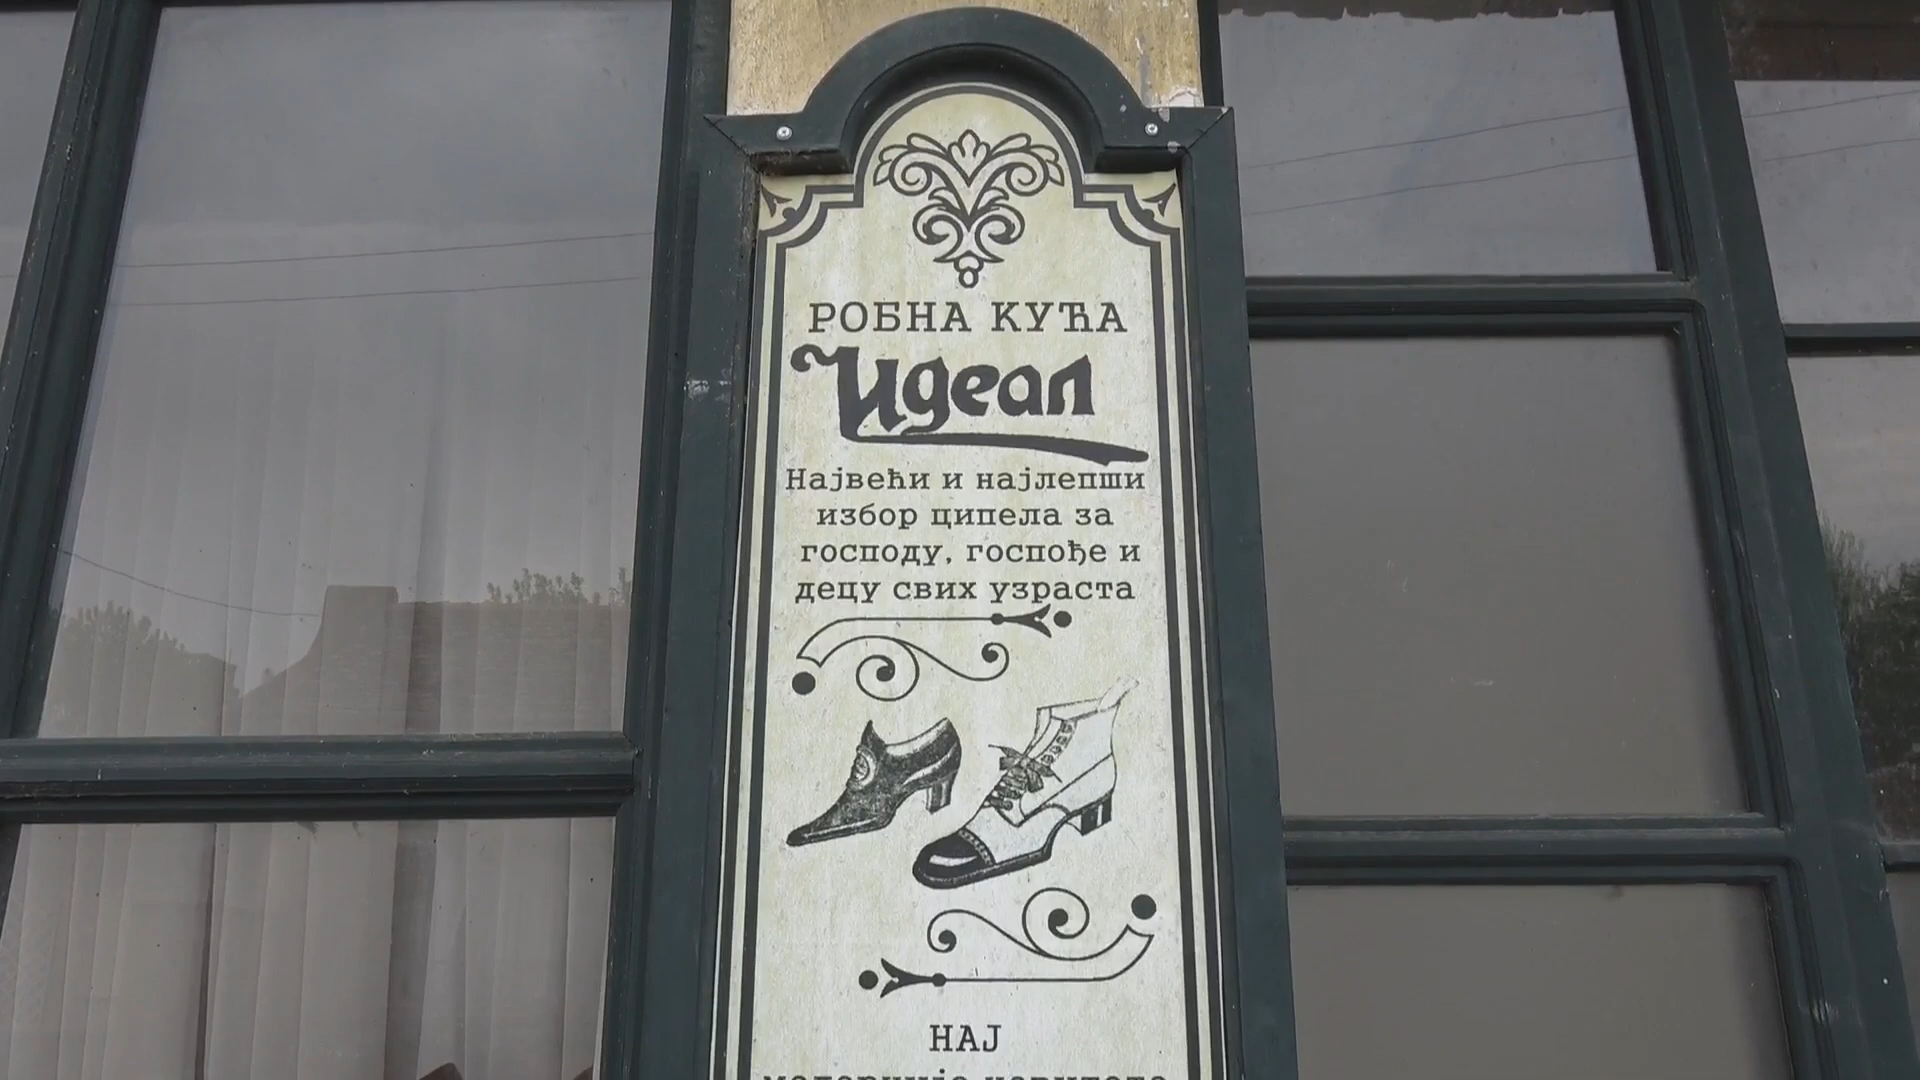 РОБНА КУЋА
Идеал
Највећи и најлепши
избор ципела за
господу, госпође и
децу свих узраста
НАЈ